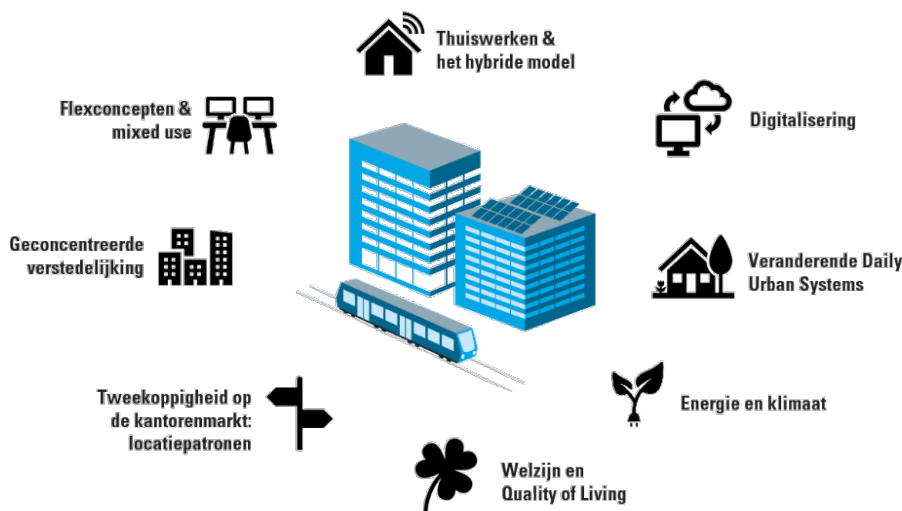 Thuiswerken &
het hybride model
Flexconcepten &
mixed use
Digitalisering
Geconcentreerde
verstedelijking
Veranderende Daily
Urban Systems
Tweekoppigheid op
de kantorenmarkt:
locatiepatronen
Energie en klimaat
Welzijn en
Quality of Living